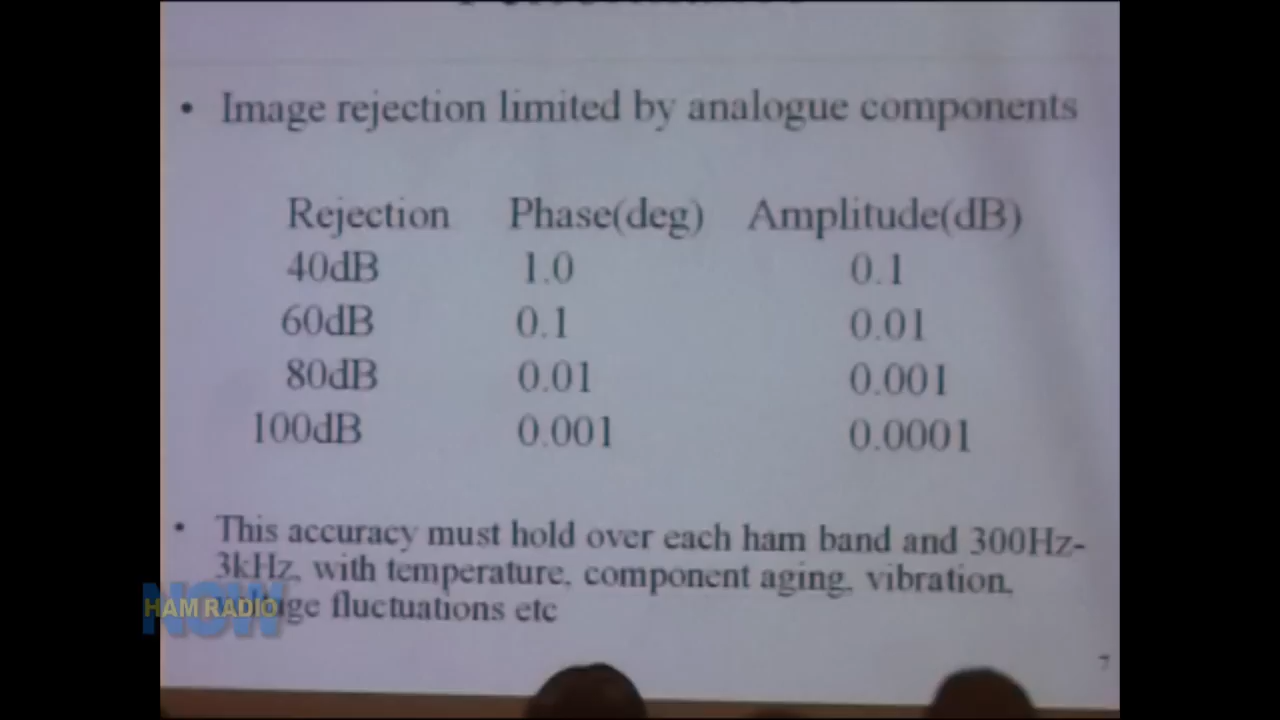 • Image rejection limited by analogue components
Rejection Phase(deg) Amplitude(dB)
40dB 1.0 0.1
60dB 0.1 0.01
80dB 0.01 0.001
100dB 0.001 0.0001
• This accuracy must hold over each ham band and 300Hz-
3kHz, with temperature, component aging, vibration,
fluctuations etc
HAM RADIO
NOW
7